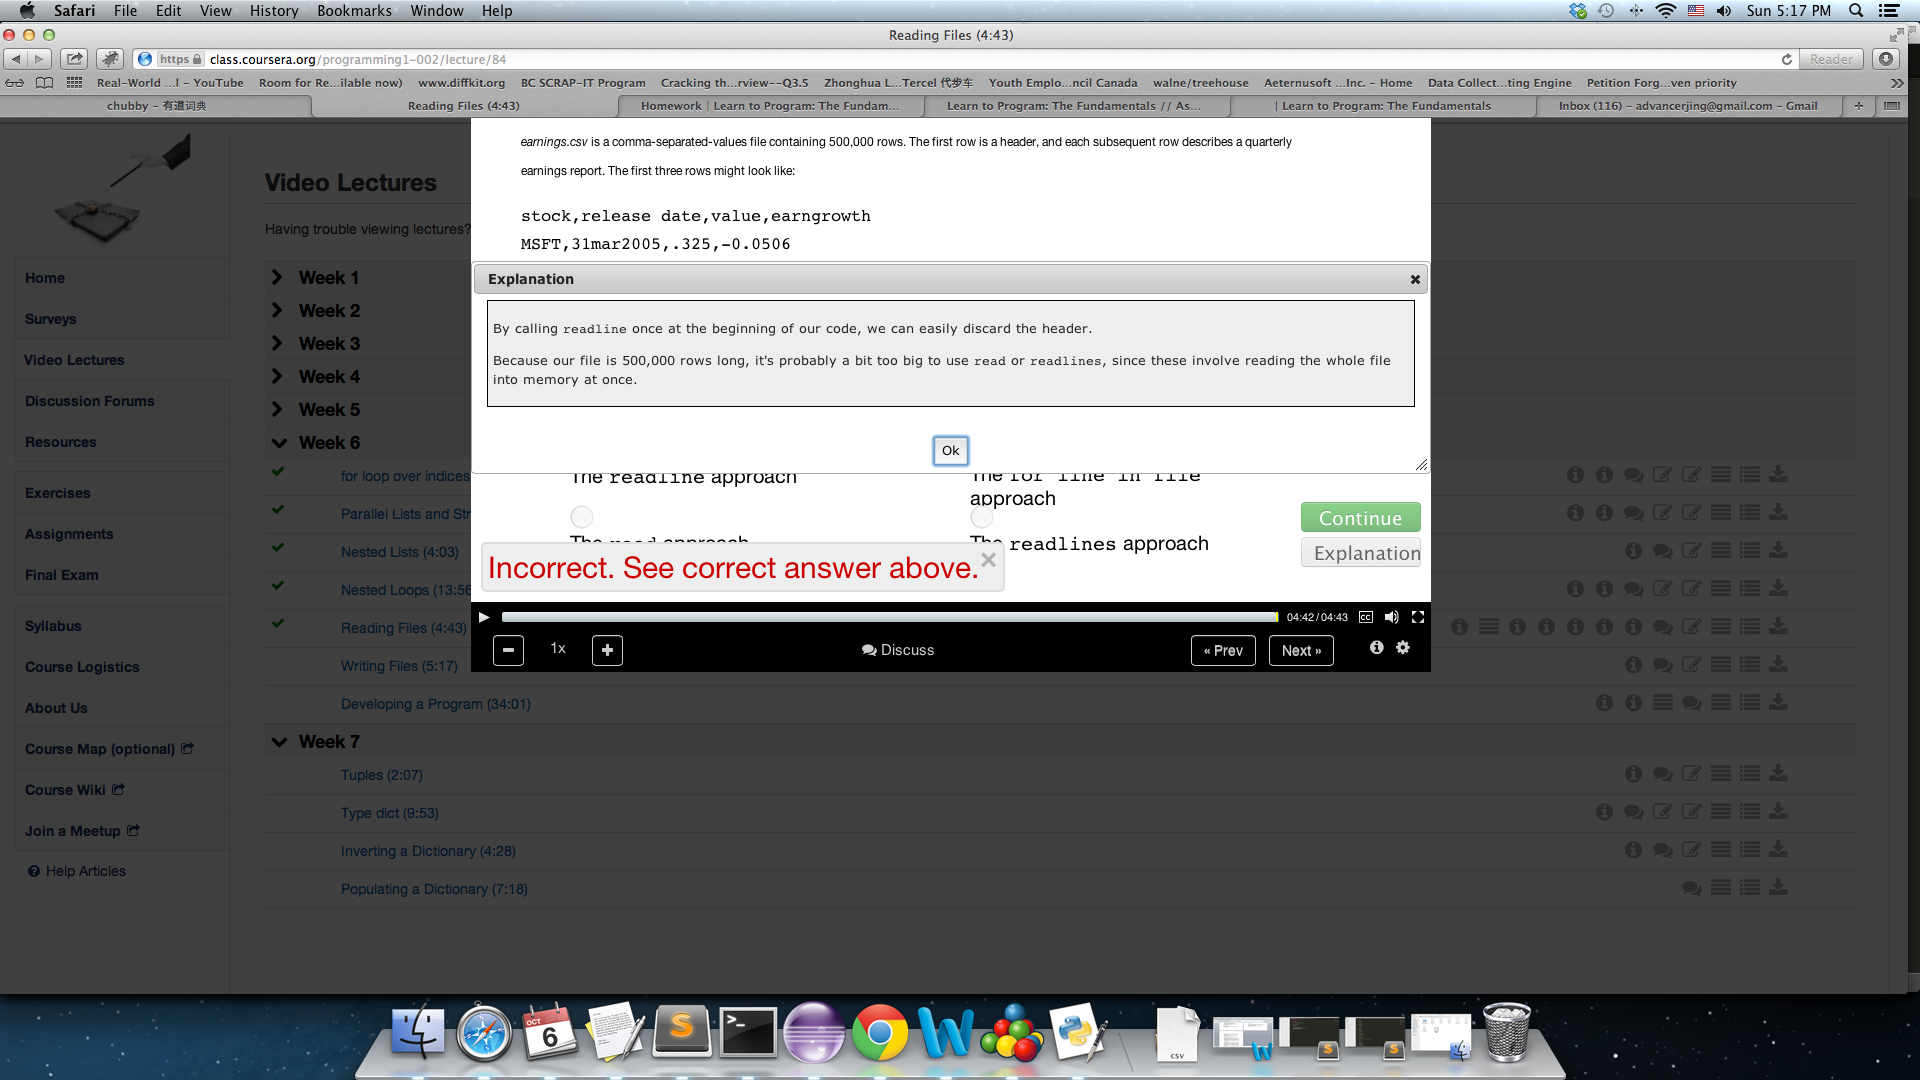 Safari File Edit View History Bookmarks Window Help Sun 5:17 PM
Reading Files (4:43)
https class.coursera.org/programming1-002/lecture/84 Reader
Real-World ...l – YouTube Room for Re...ilable now) www.diffkit.org BC SCRAP-IT Program Cracking th...rview--Q3.5 Zhonghua L...Tercel 代步车 Youth Emplo...ncil Canada walne/treehouse Aeternusoft ...Inc. - Home Data Collect...ting Engine Petition Forg...ven priority
chubby – 有道词典 Reading Files (4:43) Homework | Learn to Program: The Fundam... Learn to Program: The Fundamentals // As... | Learn to Program: The Fundamentals Inbox (116) – advancerjing@gmail.com – Gmail
Home
Surveys
Video Lectures
Discussion Forums
Resources
Exercises
Assignments
Final Exam
Syllabus
Course Logistics
About Us
Course Map (optional)
Course Wiki
Join a Meetup
Help Articles
Video Lectures
Having trouble viewing lectures?
Week 1
Week 2
Week 3
Week 4
Week 5
Week 6
for loop over indices
Parallel Lists and Str
Nested Lists (4:03)
Nested Loops (13:56
Reading Files (4:43)
Writing Files (5:17)
Developing a Program (34:01)
Week 7
Tuples (2:07)
Type dict (9:53)
Inverting a Dictionary (4:28)
Populating a Dictionary (7:18)
earnings.csv is a comma-separated-values file containing 500,000 rows. The first row is a header, and each subsequent row describes a quarterly
earnings report. The first three rows might look like:
stock,release date,value,earngrowth
MSFT,31mar2005,.325,-0.0506
Explanation
By calling readline once at the beginning of our code, we can easily discard the header.
Because our file is 500,000 rows long, it's probably a bit too big to use read or readlines, since these involve reading the whole file
into memory at once.
Ok
The readline approach
The for line in file
approach
The read approach
The readlines approach
Continue
Explanation
Incorrect. See correct answer above.
04:42 / 04:43 CC
1x Discuss « Prev Next »
OCT
6
CSV